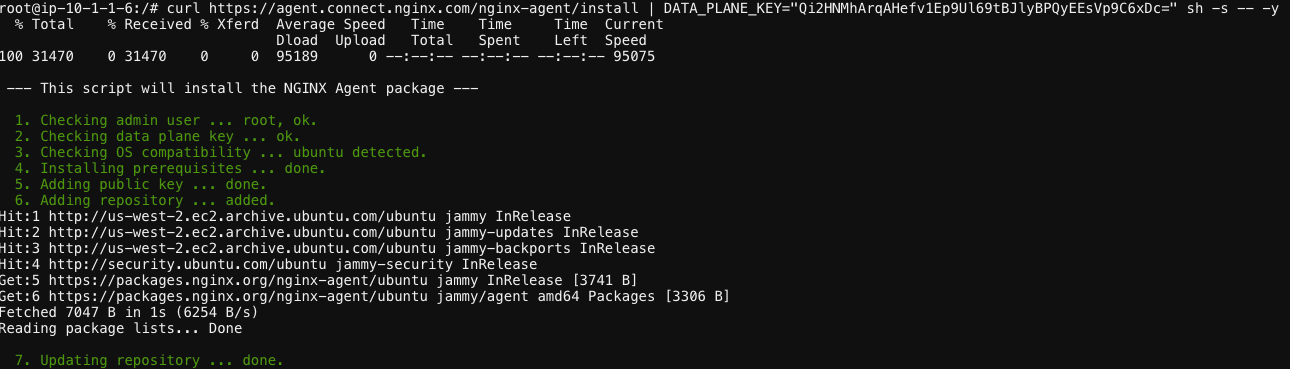 root@ip-10-1-1-6:/# curl https://agent.connect.nginx.com/nginx-agent/install | DATA_PLANE_KEY="Qi2HNMhArqAHefv1Ep9Ul69tBJlyBPQyEEsVp9C6xDc=" sh -s -- -y
  % Total    % Received % Xferd  Average Speed   Time    Time     Time  Current
                                 Dload  Upload   Total   Spent    Left  Speed
100 31470    0 31470    0     0  95189      0 --:--:-- --:--:-- --:--:-- 95075
 --- This script will install the NGINX Agent package ---
  1. Checking admin user ... root, ok.
  2. Checking data plane key ... ok.
  3. Checking OS compatibility ... ubuntu detected.
  4. Installing prerequisites ... done.
  5. Adding public key ... done.
  6. Adding repository ... added.
Hit:1 http://us-west-2.ec2.archive.ubuntu.com/ubuntu jammy InRelease
Hit:2 http://us-west-2.ec2.archive.ubuntu.com/ubuntu jammy-updates InRelease
Hit:3 http://us-west-2.ec2.archive.ubuntu.com/ubuntu jammy-backports InRelease
Hit:4 http://security.ubuntu.com/ubuntu jammy-security InRelease
Get:5 https://packages.nginx.org/nginx-agent/ubuntu jammy InRelease [3741 B]
Get:6 https://packages.nginx.org/nginx-agent/ubuntu jammy/agent amd64 Packages [3306 B]
Fetched 7047 B in 1s (6254 B/s)
Reading package lists... Done
  7. Updating repository ... done.